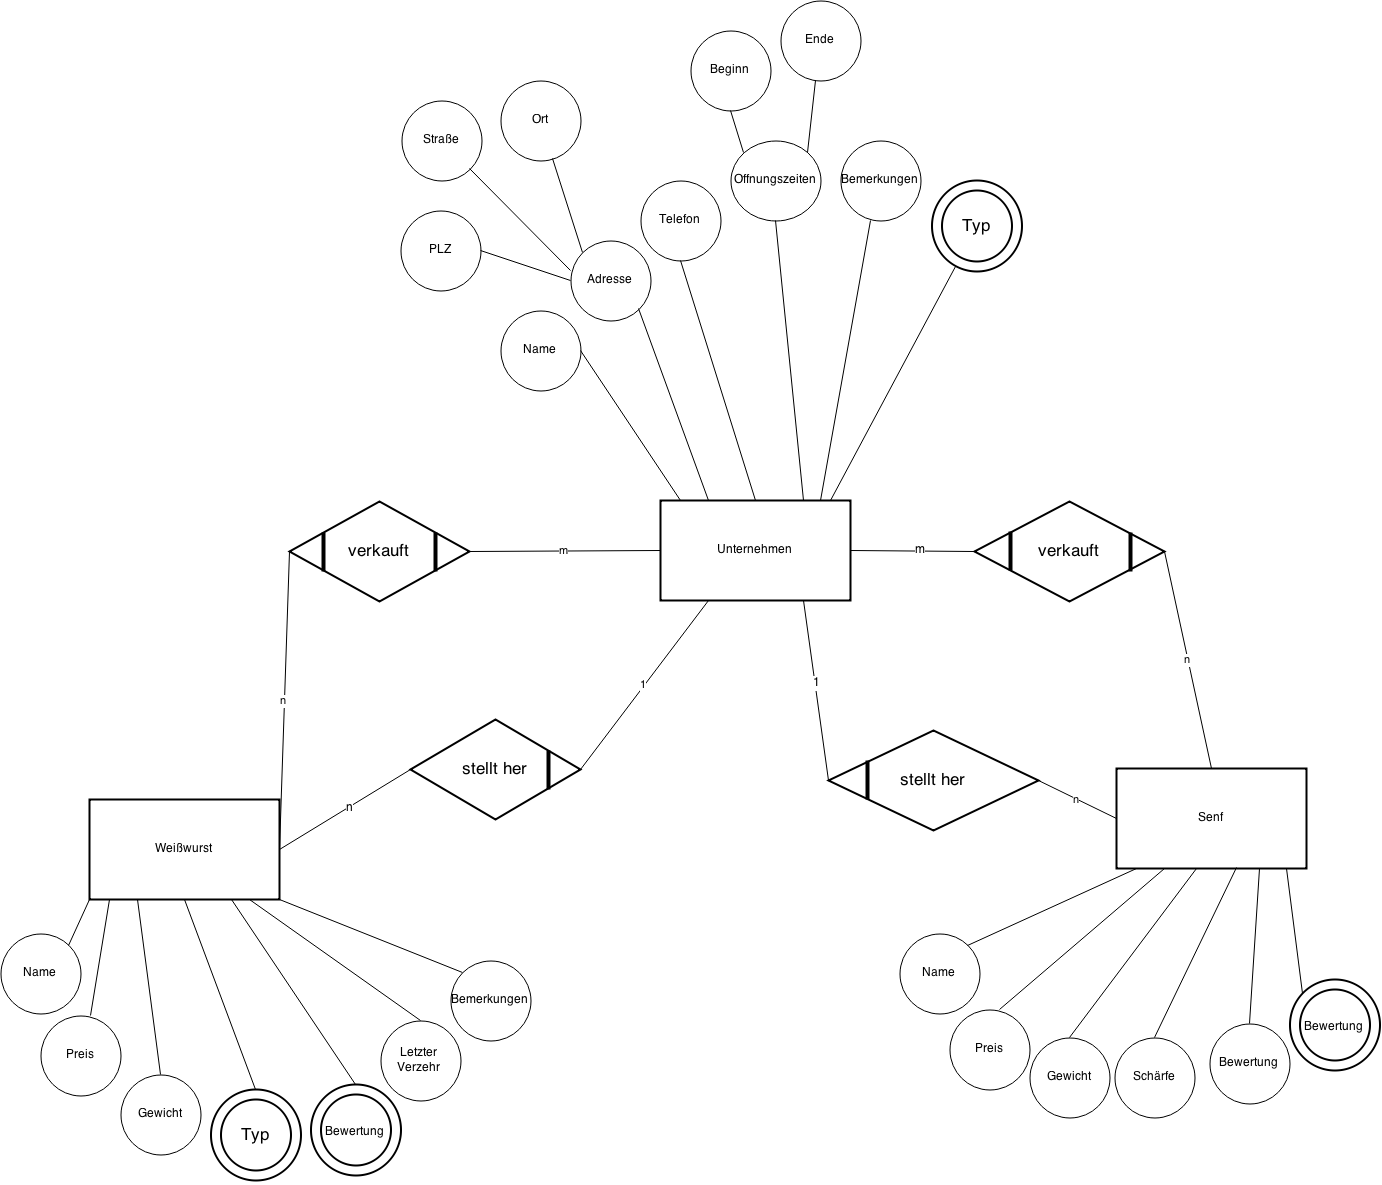 Ende
Beginn
Ort
Straße
Offnungszeiten
Bemerkungen
Telefon
Typ
PLZ
Adresse
Name
verkauft
m
Unternehmen
m
verkauft
n
1
1
n
stellt her
stellt her
n
n
Weißwurst
Senf
Name
Preis
Gewicht
Typ
Bewertung
Letzter
Verzehr
Bemerkungen
Name
Preis
Gewicht
Schärfe
Bewertung
Bewertung